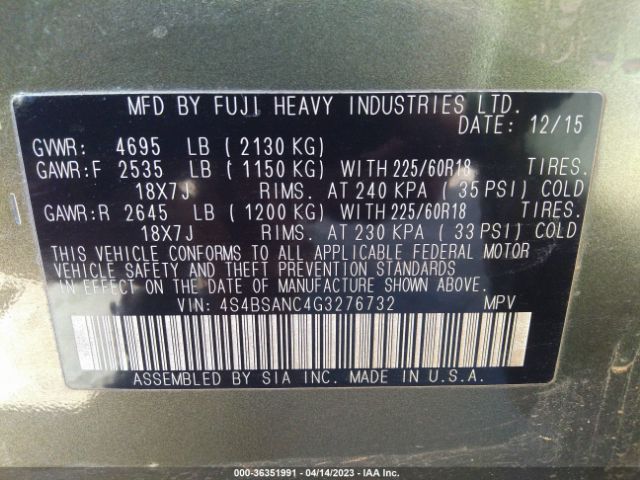 MFD BY FUJI HEAVY INDUSTRIES LTD.
DATE: 12/15
GVWR: 4695 LB (2130 KG)
GAWR:F 2535 LB (1150 KG) WITH 225/60R18 TIRES.
18X7J RIMS. AT 240 KPA (35 PSI) COLD
GAWR:R 2645 LB (1200 KG) WITH 225/60R18 TIRES.
18X7J RIMS. AT 230 KPA (33 PSI) COLD
THIS VEHICLE CONFORMS TO ALL APPLICABLE FEDERAL MOTOR
VEHICLE SAFETY AND THEFT PREVENTION STANDARDS
IN EFFECT ON THE DATE OF MANUFACTURE SHOWN ABOVE.
VIN: 4S4BSANC4G3276732 MPV
ASSEMBLED BY SIA INC. MADE IN U.S.A.
000-36351991 - 04/14/2023 - IAA Inc.